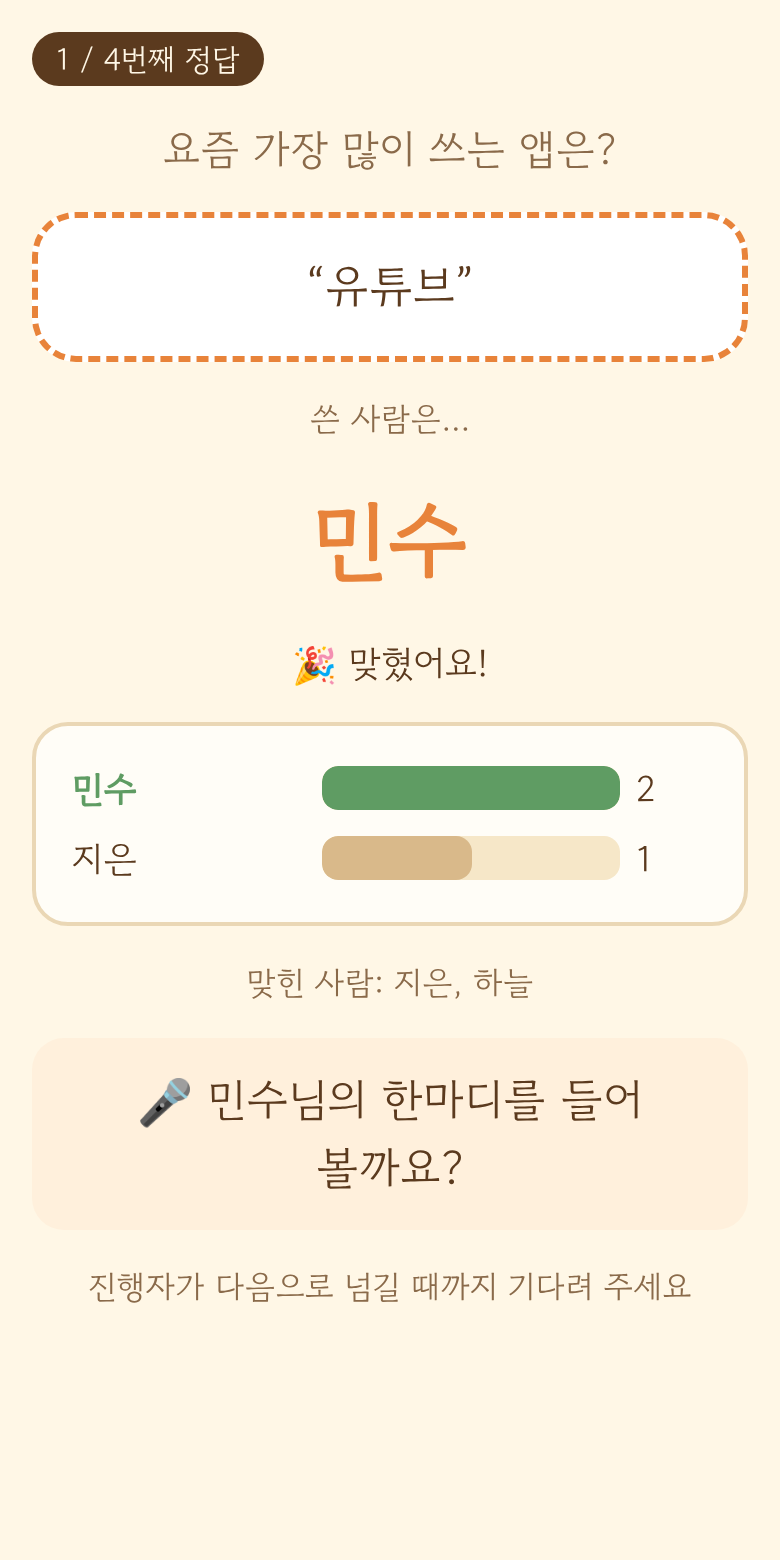 1 / 4번째 정답
요즘 가장 많이 쓰는 앱은?
“유튜브”
쓴 사람은...
민수
🎉 맞혔어요!
민수 2
지은 1
맞힌 사람: 지은, 하늘
🎤 민수님의 한마디를 들어
볼까요?
진행자가 다음으로 넘길 때까지 기다려 주세요